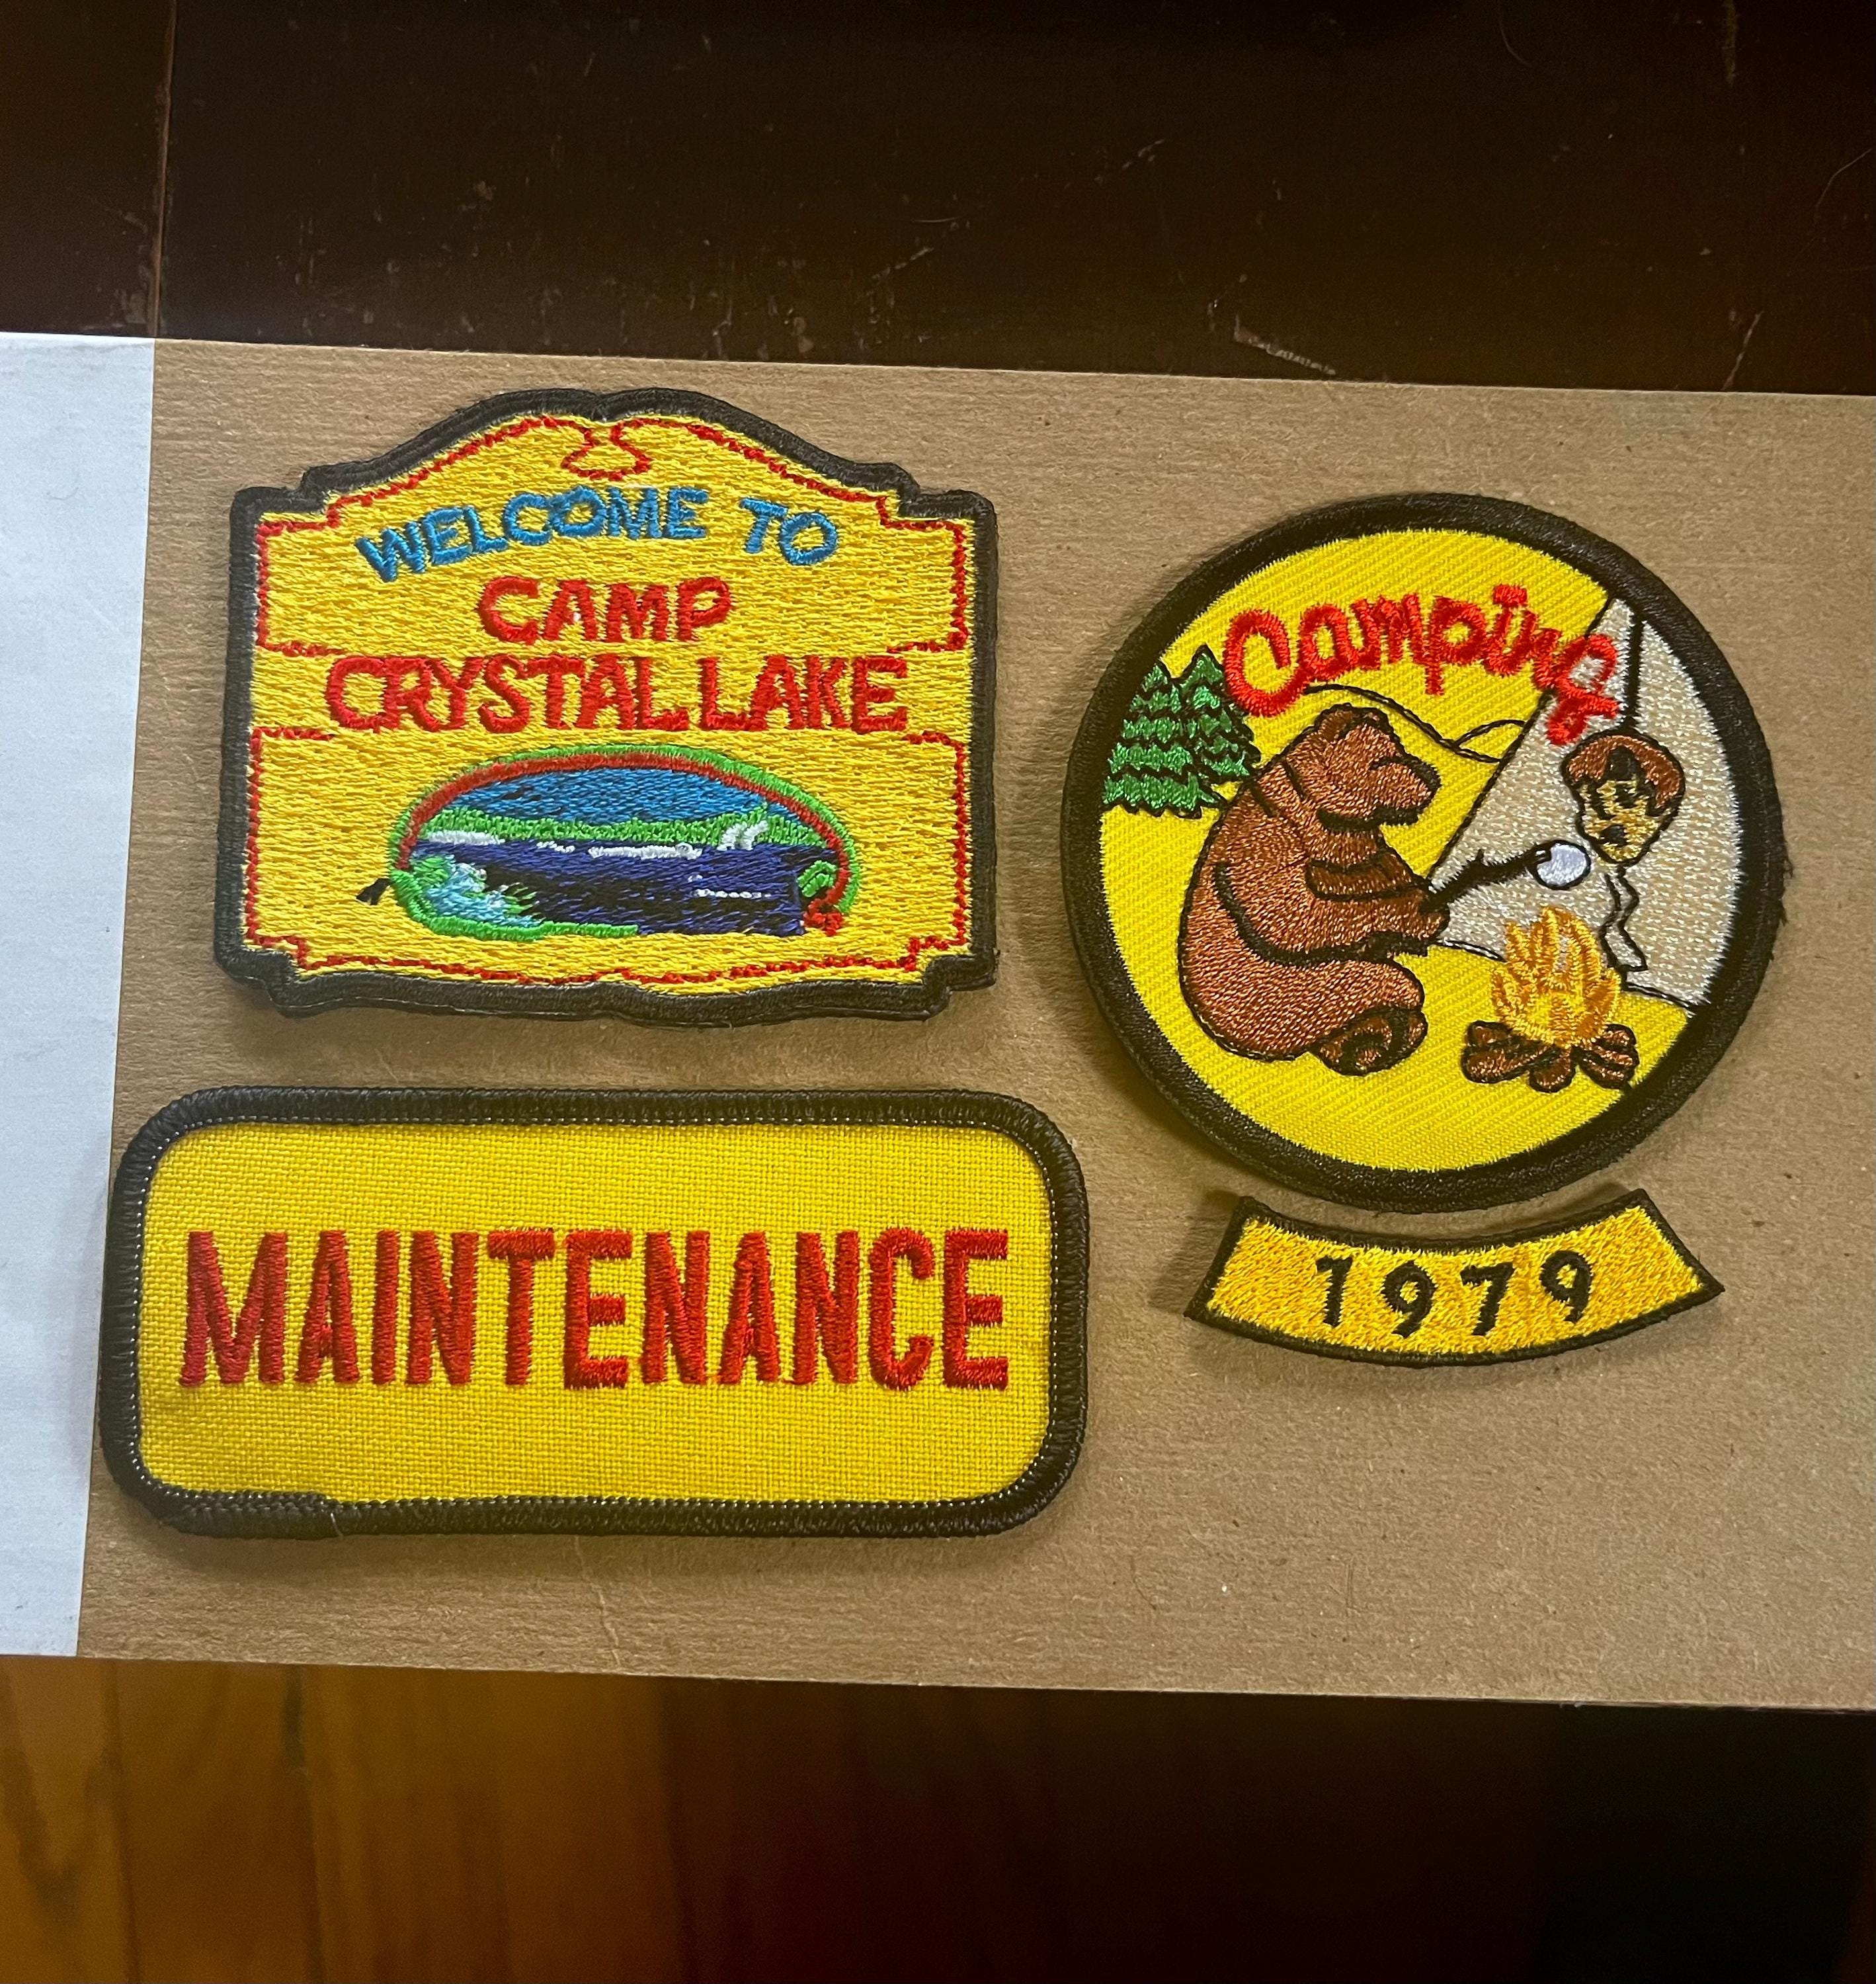 WELCOME TO
CAMP
CRYSTAL LAKE
Camping
1979
MAINTENANCE